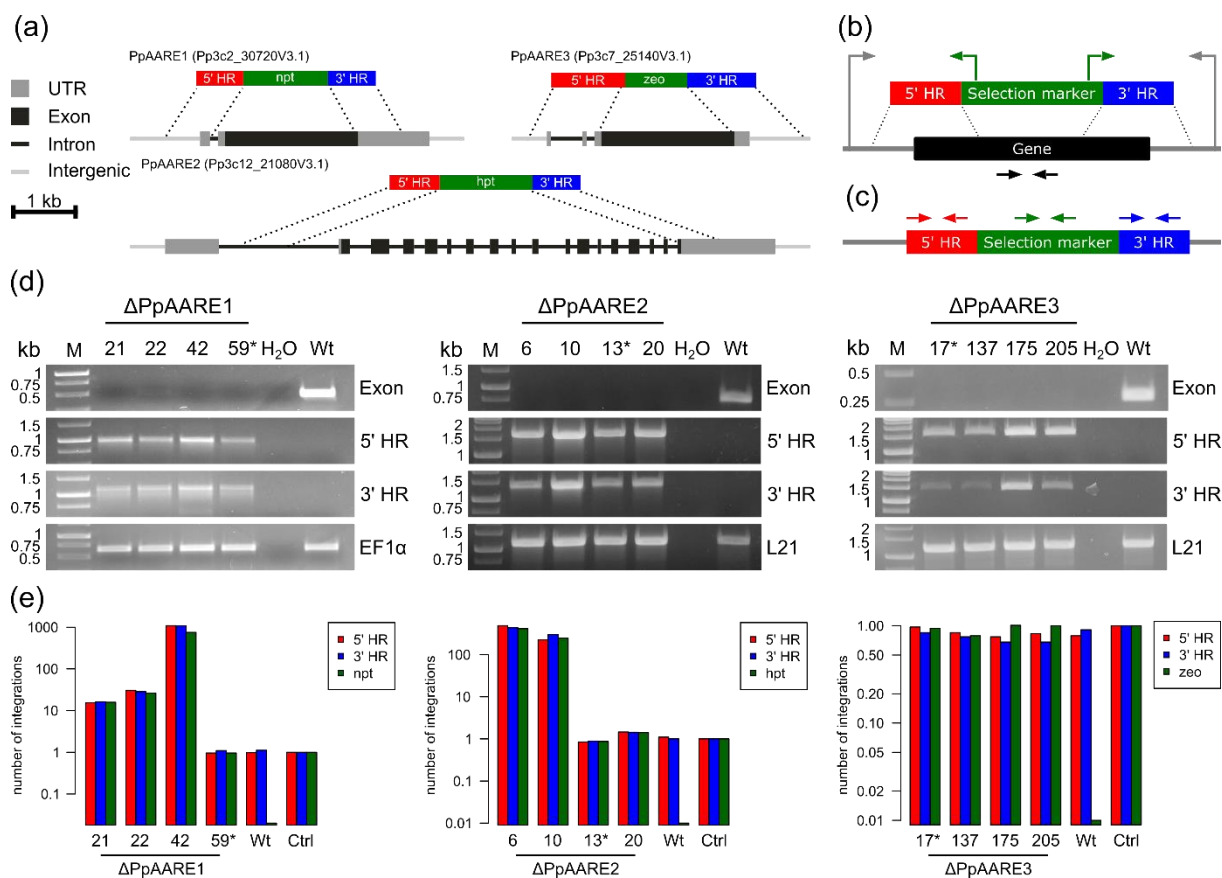 (a)
PpAARE1 (Pp3c2_30720V3.1)
5' HR npt 3' HR
PpAARE3 (Pp3c7_25140V3.1)
5' HR zeo 3' HR
UTR
Exon
Intron
Intergenic
1 kb
PpAARE2 (Pp3c12_21080V3.1)
5' HR hpt 3' HR
(b)
5' HR Selection marker 3' HR
Gene
(c)
5' HR Selection marker 3' HR
(d)
ΔPpAARE1
kb M 21 22 42 59* H₂O Wt
1
0.75
0.5
Exon
1.5
1
0.75
5' HR
1.5
1
0.75
3' HR
1
0.75
0.5
EF1α
ΔPpAARE2
kb M 6 10 13* 20 H₂O Wt
1.5
1
0.75
Exon
2
1.5
1
5' HR
1.5
1
0.75
3' HR
1.5
1
0.75
L21
ΔPpAARE3
kb M 17* 137 175 205 H₂O Wt
0.5
0.25
Exon
2
1.5
1
5' HR
2
1.5
1
3' HR
2
1.5
1
L21
(e)
number of integrations
1000
100
10
1
0.1
5' HR
3' HR
npt
21 22 42 59* Wt Ctrl
ΔPpAARE1
number of integrations
100
10
1
0.1
0.01
5' HR
3' HR
hpt
6 10 13* 20 Wt Ctrl
ΔPpAARE2
number of integrations
1.00
0.50
0.20
0.10
0.05
0.02
0.01
5' HR
3' HR
zeo
17* 137 175 205 Wt Ctrl
ΔPpAARE3